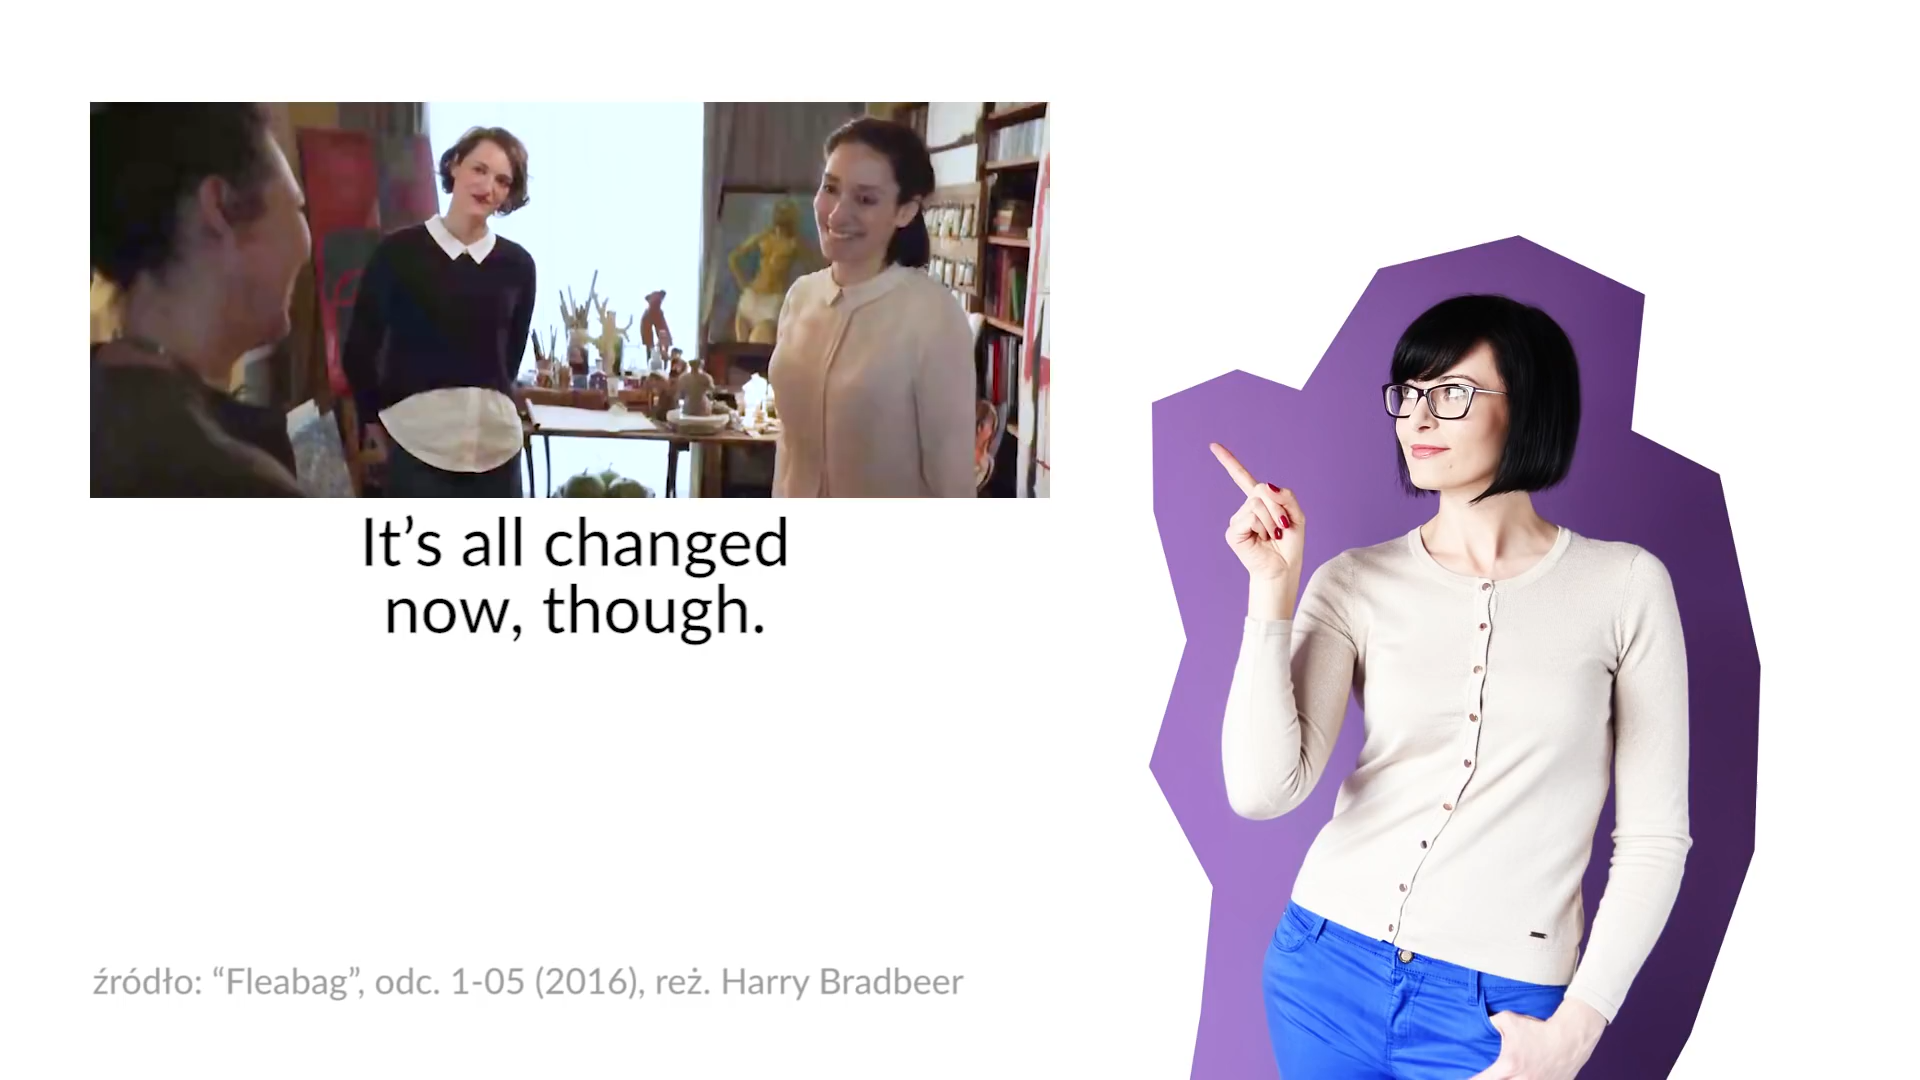 It’s all changed
now, though.
źródło: “Fleabag”, odc. 1-05 (2016), reż. Harry Bradbeer